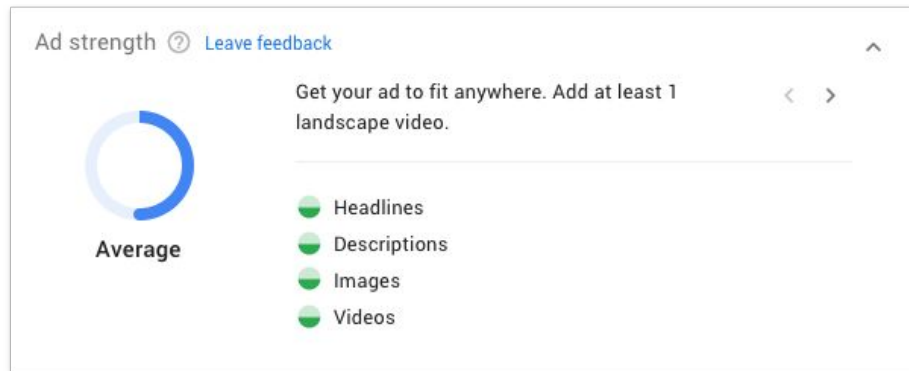 Ad strength ? Leave feedback
Get your ad to fit anywhere. Add at least 1
landscape video.
Average
Headlines
Descriptions
Images
Videos